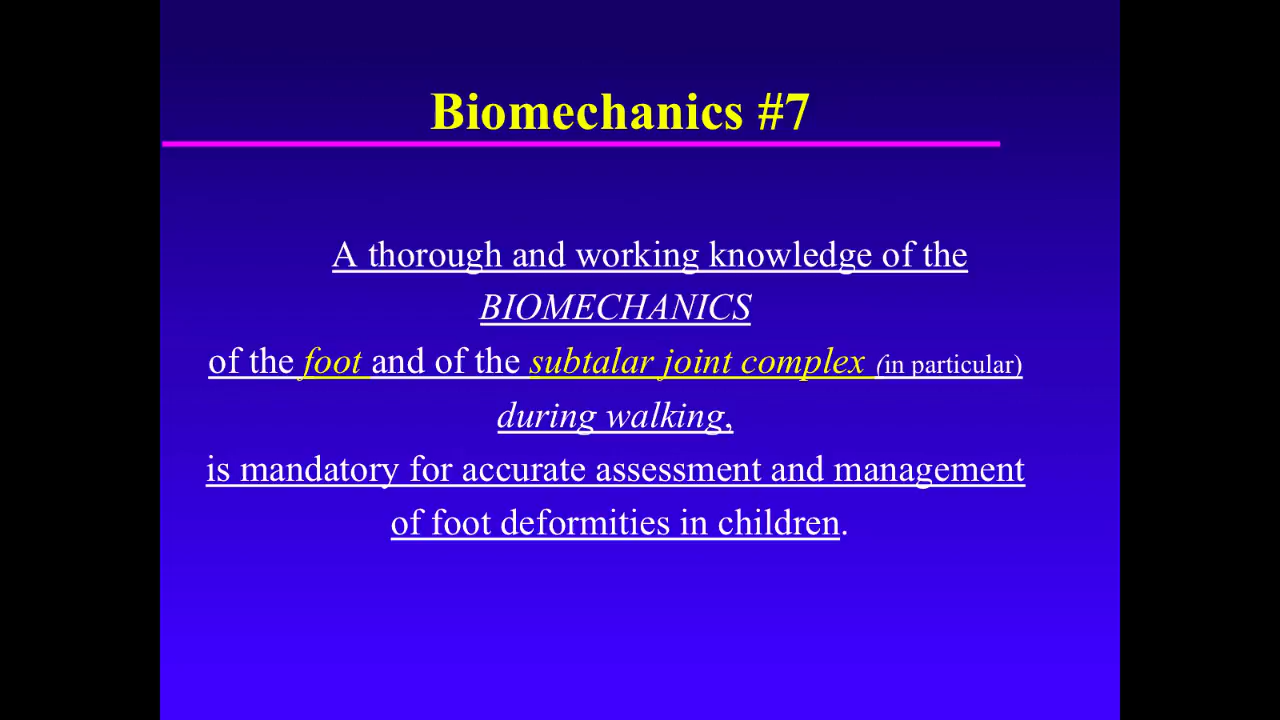 Biomechanics #7
A thorough and working knowledge of the
BIOMECHANICS
of the foot and of the subtalar joint complex (in particular)
during walking,
is mandatory for accurate assessment and management
of foot deformities in children.